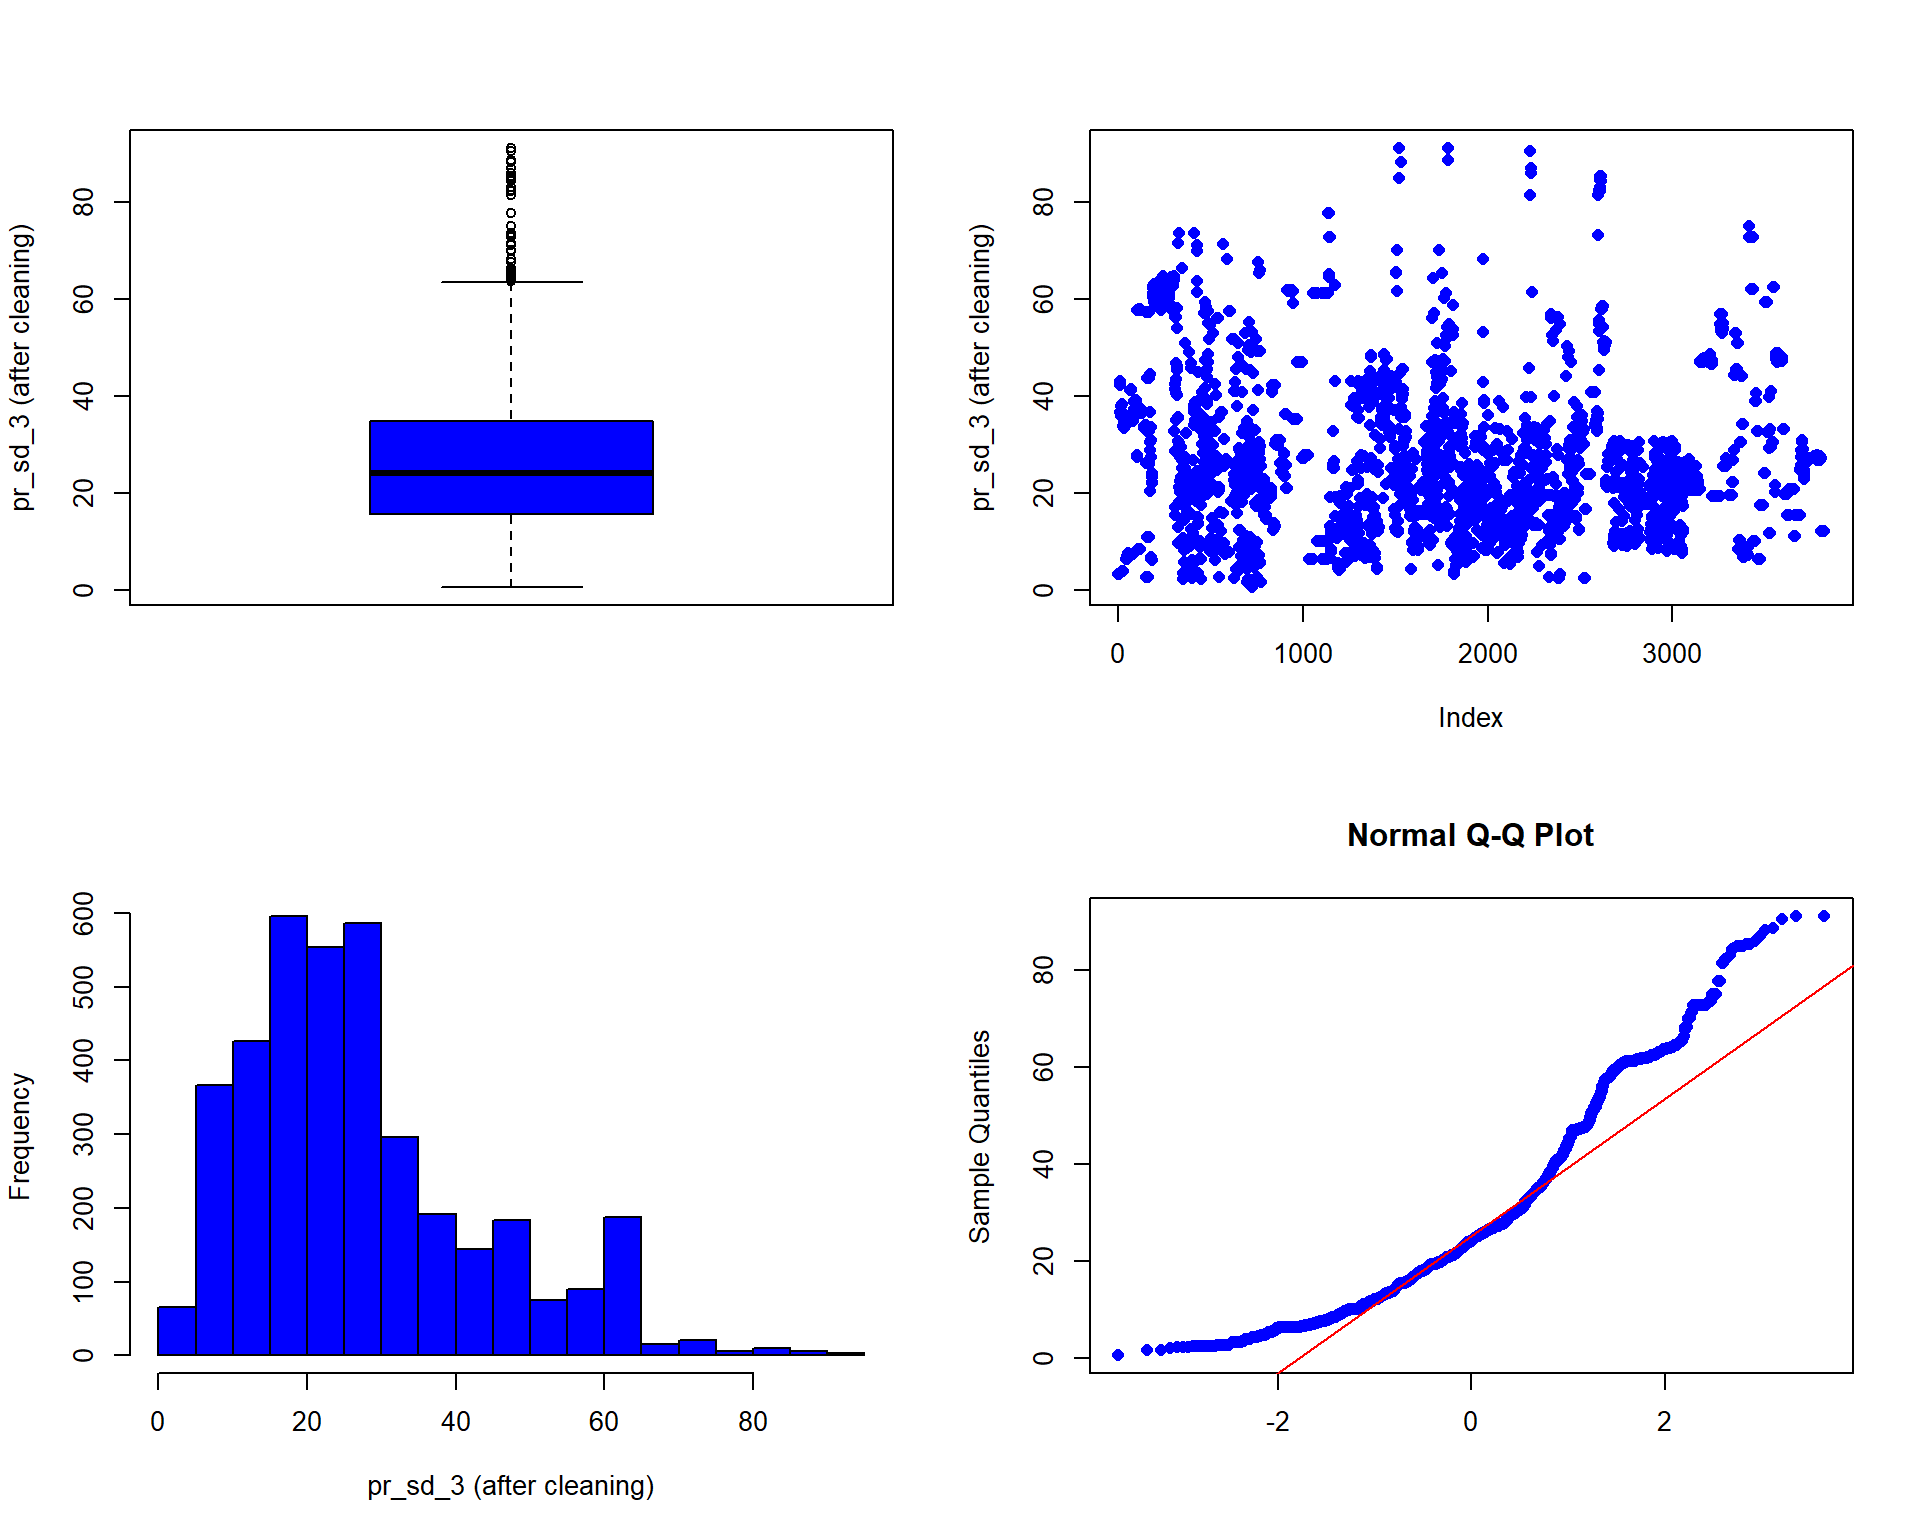 pr_sd_3 (after cleaning)
0 20 40 60 80
pr_sd_3 (after cleaning)
0 20 40 60 80
0 1000 2000 3000
Index
Frequency
0 100 200 300 400 500 600
0 20 40 60 80
pr_sd_3 (after cleaning)
Normal Q-Q Plot
Sample Quantiles
0 20 40 60 80
-2 0 2